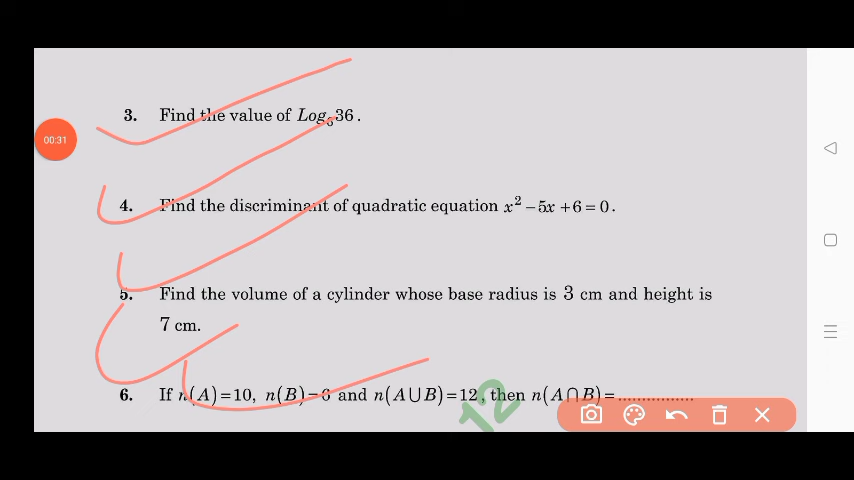 3. Find the value of Log₆36.
00:31
4. Find the discriminant of quadratic equation x² – 5x + 6 = 0.
5. Find the volume of a cylinder whose base radius is 3 cm and height is
7 cm.
6. If n(A)=10, n(B)=6 and n(A∪B)=12, then n(A∩B)=................
12